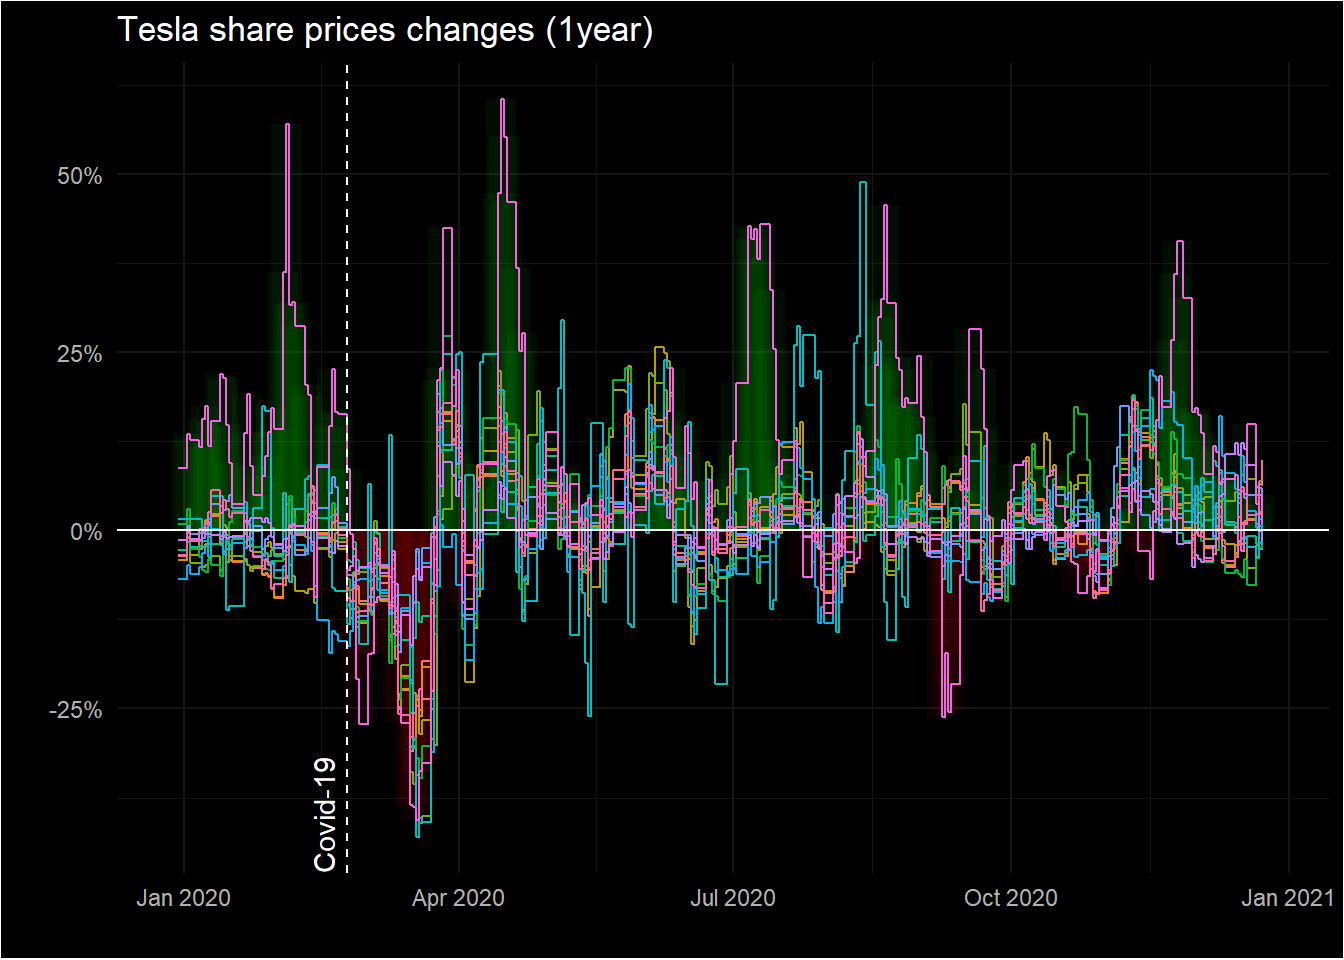 Tesla share prices changes (1year)
50%
25%
0%
-25%
Covid-19
Jan 2020
Apr 2020
Jul 2020
Oct 2020
Jan 2021